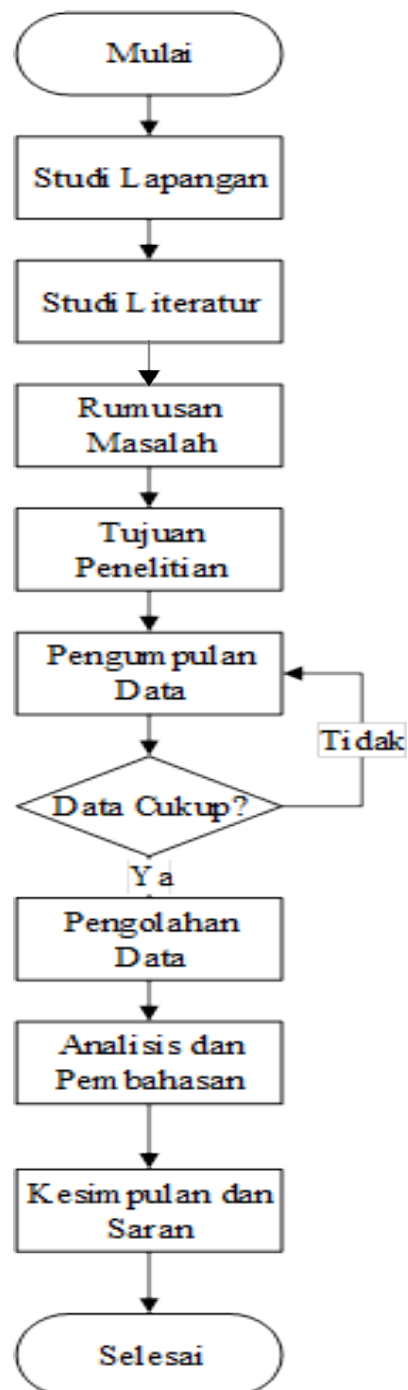 Mulai
Studi Lapangan
Studi Literatur
Rumusan
Masalah
Tujuan
Penelitian
Pengumpulan
Data
Tidak
Data Cukup?
Ya
Pengolahan
Data
Analisis dan
Pembahasan
Kesimpulan dan
Saran
Selesai